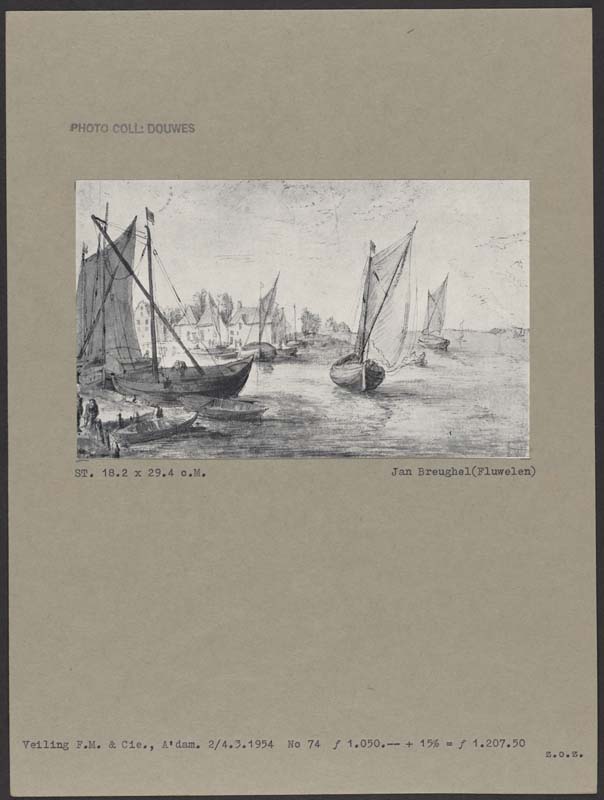 PHOTO COLL: DOUWES
ST. 18.2 x 29.4 c.M.
Jan Breughel(Fluwelen)
Veiling F.M. & Cie., A'dam. 2/4.3.1954 No 74 ƒ 1.050.-- + 15% = ƒ 1.207.50
z.o.z.